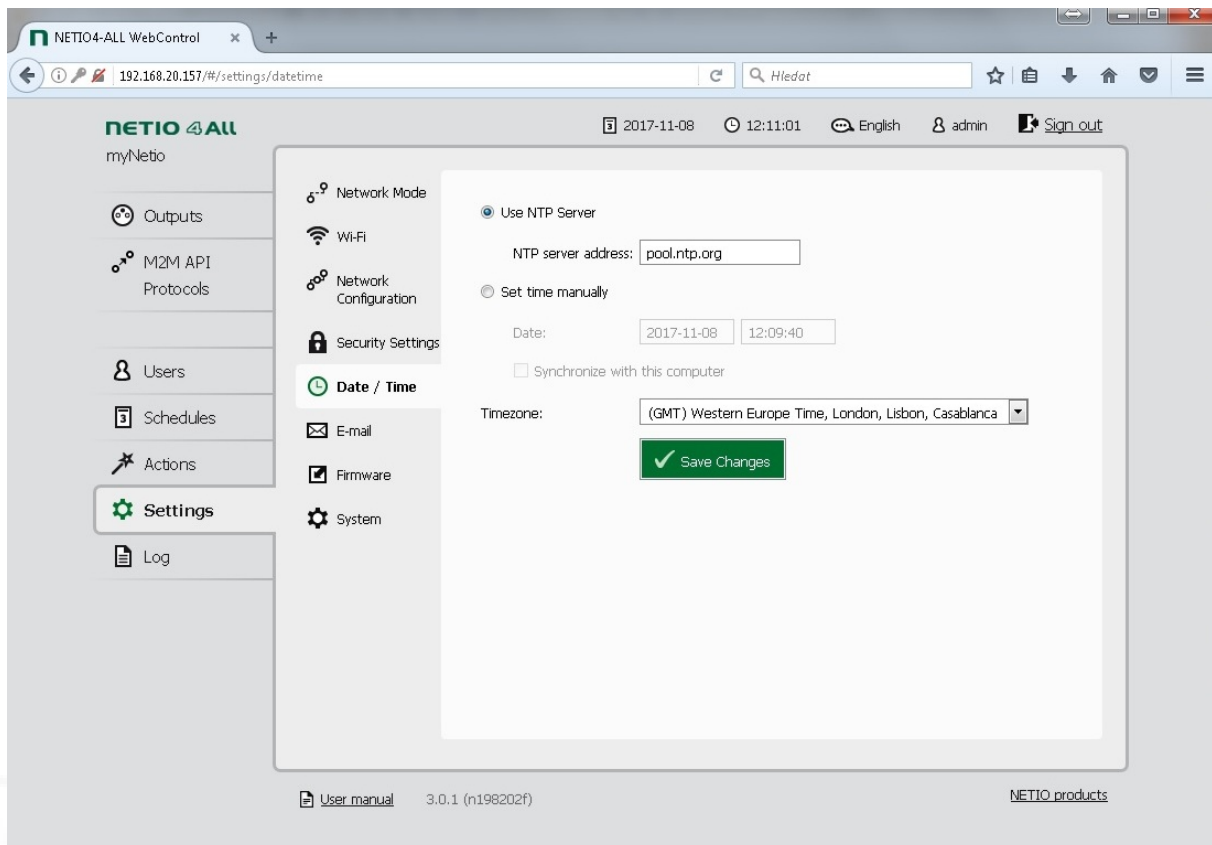 NETIO4-ALL WebControl
192.168.20.157/#/settings/datetime
Hledat
NETIO 4All
myNetio
3 2017-11-08 12:11:01 English admin Sign out
Outputs
M2M API
Protocols
Users
3 Schedules
Actions
Settings
Log
Network Mode
Wi-Fi
Network
Configuration
Security Settings
Date / Time
E-mail
Firmware
System
Use NTP Server
NTP server address: pool.ntp.org
Set time manually
Date: 2017-11-08 12:09:40
Synchronize with this computer
Timezone: (GMT) Western Europe Time, London, Lisbon, Casablanca
Save Changes
User manual 3.0.1 (n198202f)
NETIO products